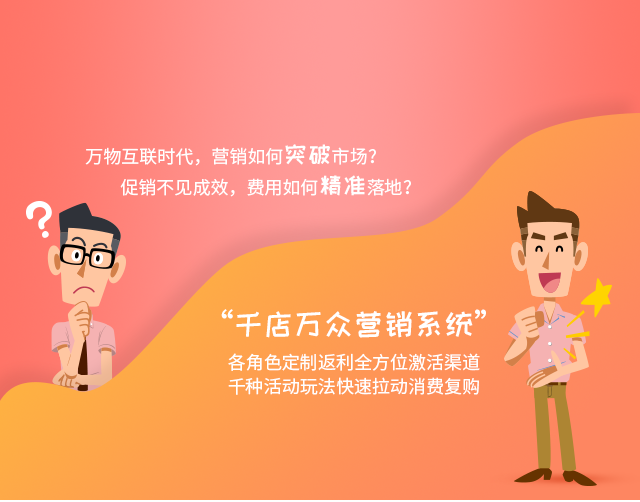 万物互联时代，营销如何突破市场？
促销不见成效，费用如何精准落地？
?
“千店万众营销系统”
各角色定制返利全方位激活渠道
千种活动玩法快速拉动消费复购